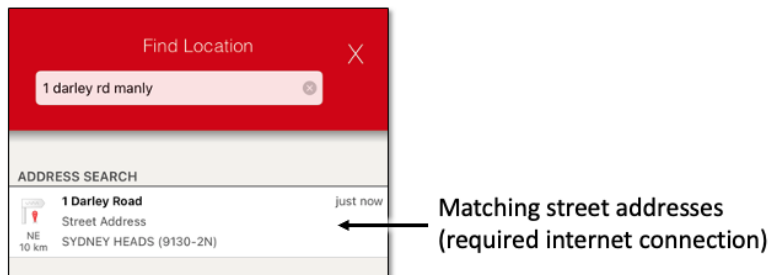 Find Location
X
1 darley rd manly
ADDRESS SEARCH
1 Darley Road
just now
Street Address
NE
10 km
SYDNEY HEADS (9130-2N)
Matching street addresses
(required internet connection)